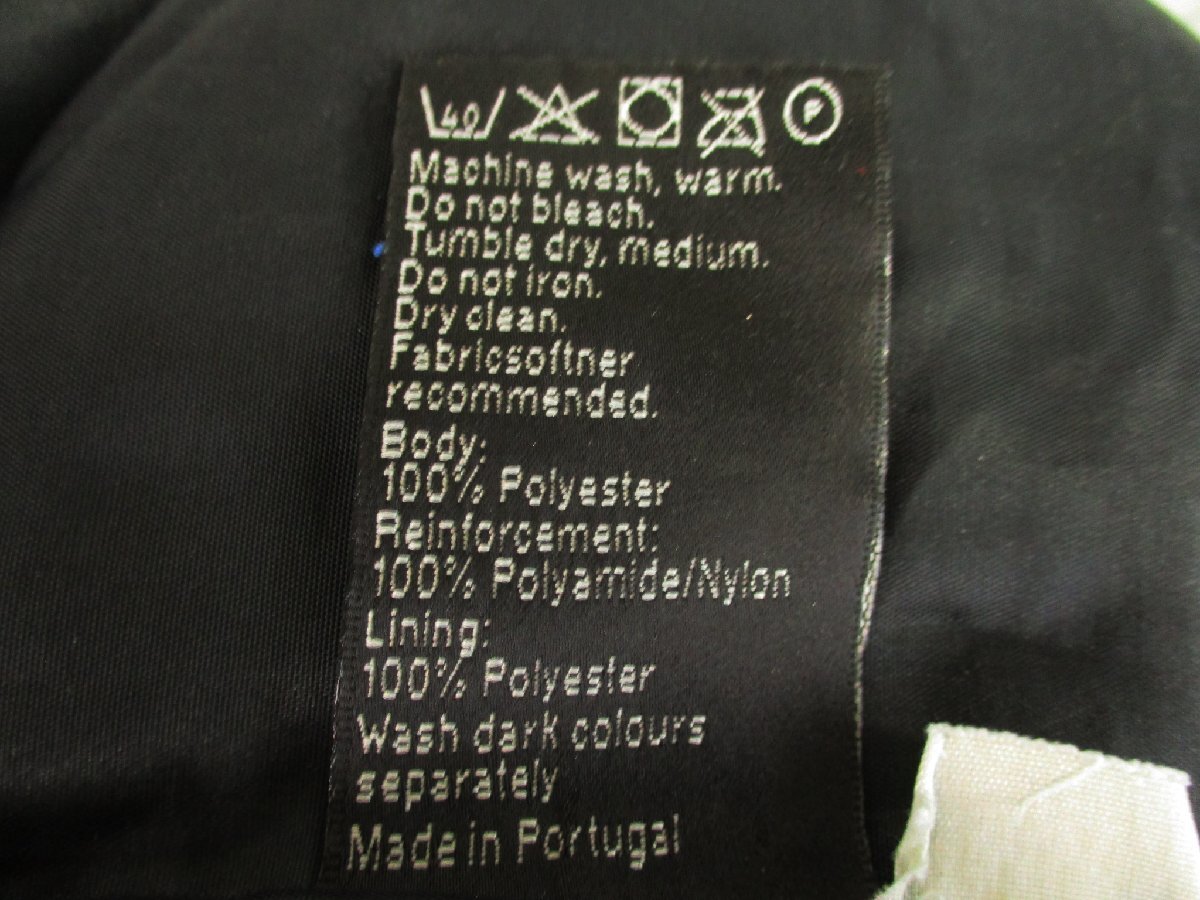 40 P
Machine wash, warm.
Do not bleach.
Tumble dry, medium.
Do not iron.
Dry clean.
Fabricsoftner
recommended.
Body:
100% Polyester
Reinforcement:
100% Polyamide/Nylon
Lining:
100% Polyester
Wash dark colours
separately
Made in Portugal